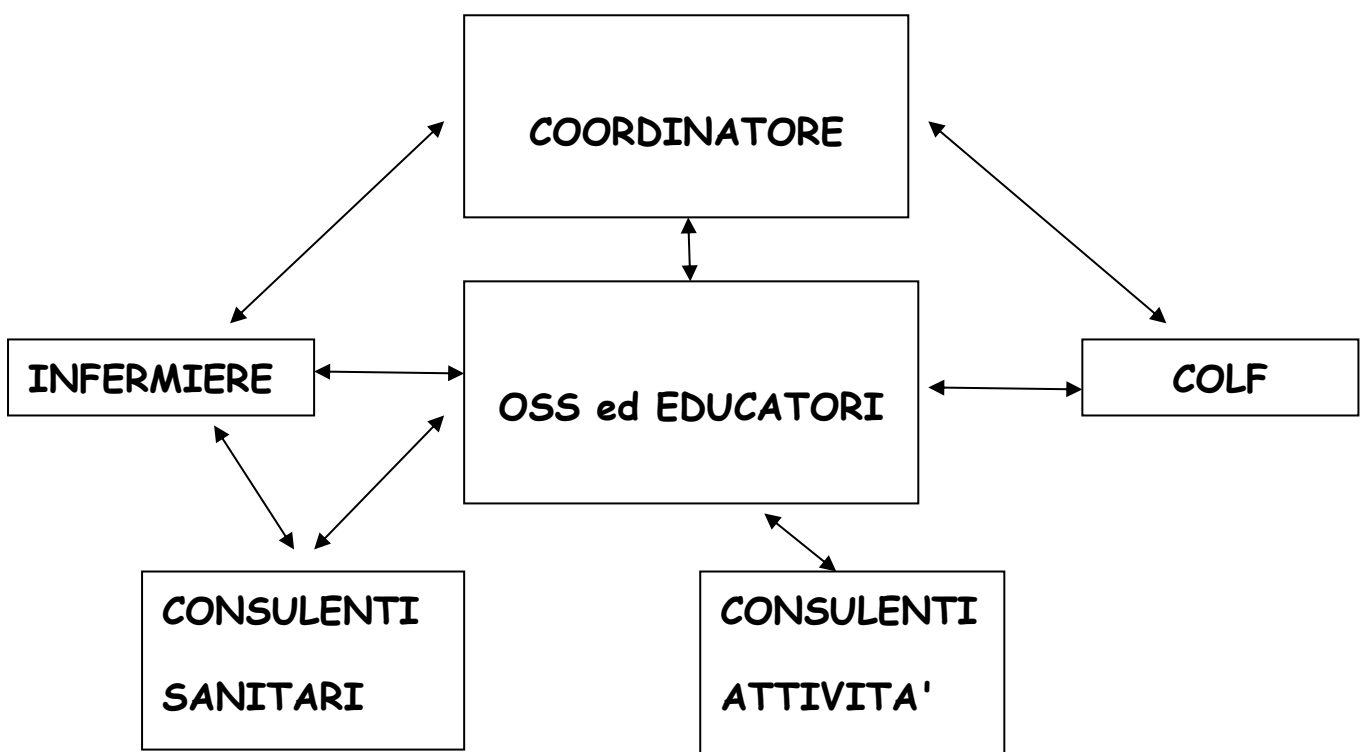 COORDINATORE
INFERMIERE
OSS ed EDUCATORI
COLF
CONSULENTI
SANITARI
CONSULENTI
ATTIVITA'